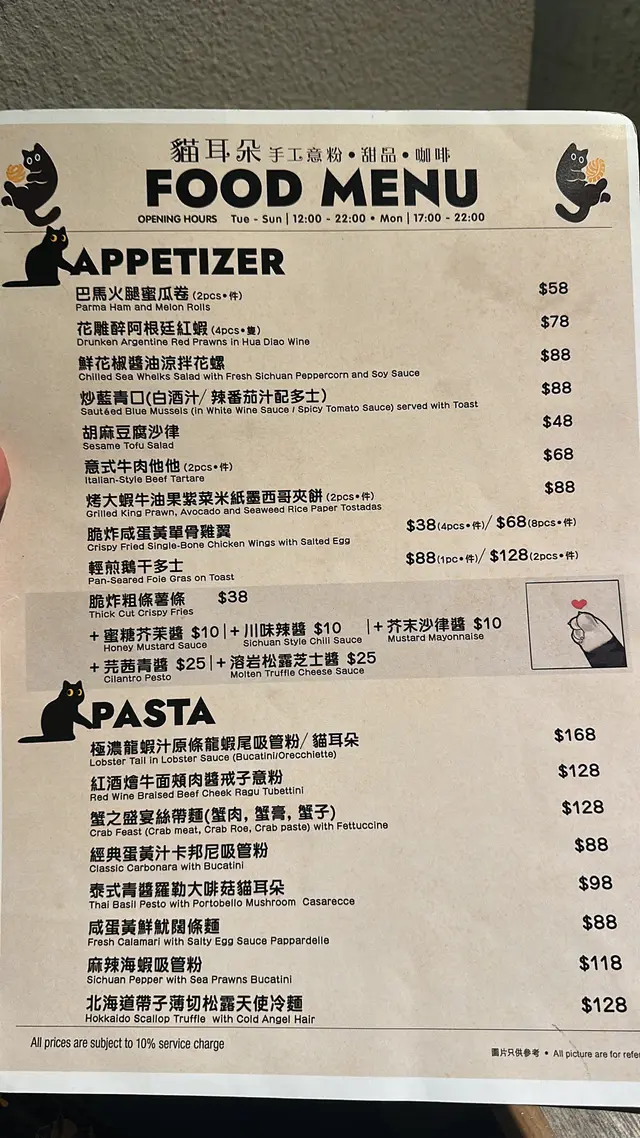 貓耳朵 手工意粉•甜品•咖啡
FOOD MENU
OPENING HOURS Tue - Sun | 12:00 - 22:00 • Mon | 17:00 - 22:00
APPETIZER
巴馬火腿蜜瓜卷 (2pcs•件) $58
Parma Ham and Melon Rolls
花雕醉阿根廷紅蝦 (4pcs•隻) $78
Drunken Argentine Red Prawns in Hua Diao Wine
鮮花椒醬油涼拌花螺 $88
Chilled Sea Whelks Salad with Fresh Sichuan Peppercorn and Soy Sauce
炒藍青口(白酒汁/ 辣番茄汁配多士) $88
Sautéed Blue Mussels (in White Wine Sauce / Spicy Tomato Sauce) served with Toast
胡麻豆腐沙律 $48
Sesame Tofu Salad
意式牛肉他他 (2pcs•件) $68
Italian-Style Beef Tartare
烤大蝦牛油果紫菜米紙墨西哥夾餅 (2pcs•件) $88
Grilled King Prawn, Avocado and Seaweed Rice Paper Tostadas
脆炸咸蛋黃單骨雞翼 $38(4pcs•件)/ $68(8pcs•件)
Crispy Fried Single-Bone Chicken Wings with Salted Egg
輕煎鵝干多士 $88(1pc•件)/ $128(2pcs•件)
Pan-Seared Foie Gras on Toast
脆炸粗條薯條 $38
Thick Cut Crispy Fries
+ 蜜糖芥茉醬 $10 | + 川味辣醬 $10 | + 芥末沙律醬 $10
Honey Mustard Sauce Sichuan Style Chili Sauce Mustard Mayonnaise
+ 芫茜青醬 $25 | + 溶岩松露芝士醬 $25
Cilantro Pesto Molten Truffle Cheese Sauce
PASTA
極濃龍蝦汁原條龍蝦尾吸管粉/ 貓耳朵 $168
Lobster Tail in Lobster Sauce (Bucatini/Orecchiette)
紅酒燴牛面頰肉醬戒子意粉 $128
Red Wine Braised Beef Cheek Ragu Tubettini
蟹之盛宴絲帶麵(蟹肉, 蟹膏, 蟹子) $128
Crab Feast (Crab meat, Crab Roe, Crab paste) with Fettuccine
經典蛋黃汁卡邦尼吸管粉 $88
Classic Carbonara with Bucatini
泰式青醬羅勒大啡菇貓耳朵 $98
Thai Basil Pesto with Portobello Mushroom Casarecce
咸蛋黃鮮魷闊條麵 $88
Fresh Calamari with Salty Egg Sauce Pappardelle
麻辣海蝦吸管粉 $118
Sichuan Pepper with Sea Prawns Bucatini
北海道帶子薄切松露天使冷麵 $128
Hokkaido Scallop Truffle with Cold Angel Hair
All prices are subject to 10% service charge
圖片只供參考 • All picture are for refe